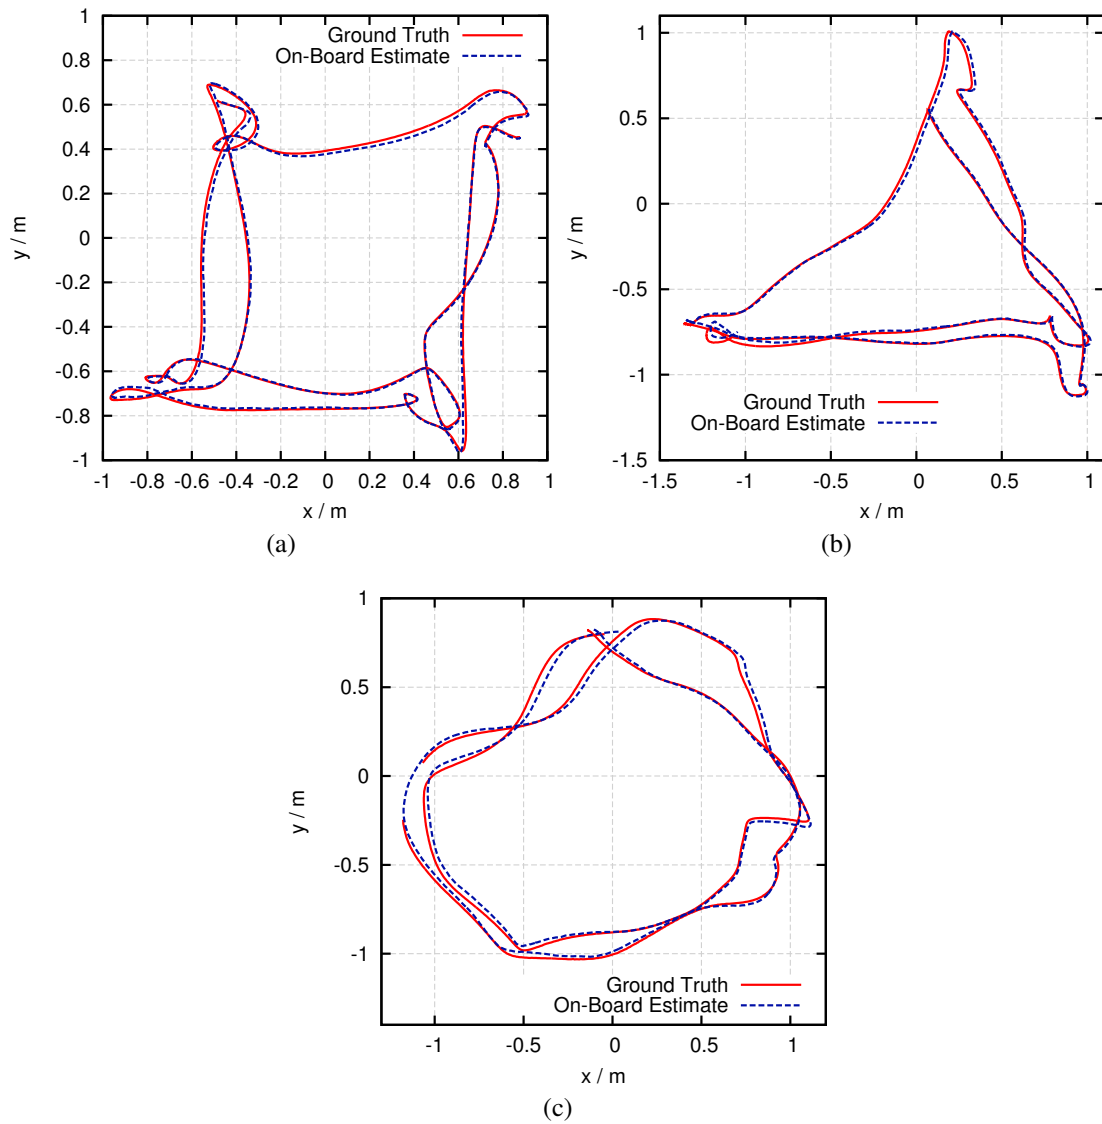 1
0.8
0.6
0.4
0.2
0
-0.2
-0.4
-0.6
-0.8
-1
y / m
Ground Truth
On-Board Estimate
-1 -0.8 -0.6 -0.4 -0.2 0 0.2 0.4 0.6 0.8 1
x / m
(a)
1
0.5
0
-0.5
-1
-1.5
y / m
Ground Truth
On-Board Estimate
-1.5 -1 -0.5 0 0.5 1
x / m
(b)
1
0.5
0
-0.5
-1
y / m
Ground Truth
On-Board Estimate
-1 -0.5 0 0.5 1
x / m
(c)